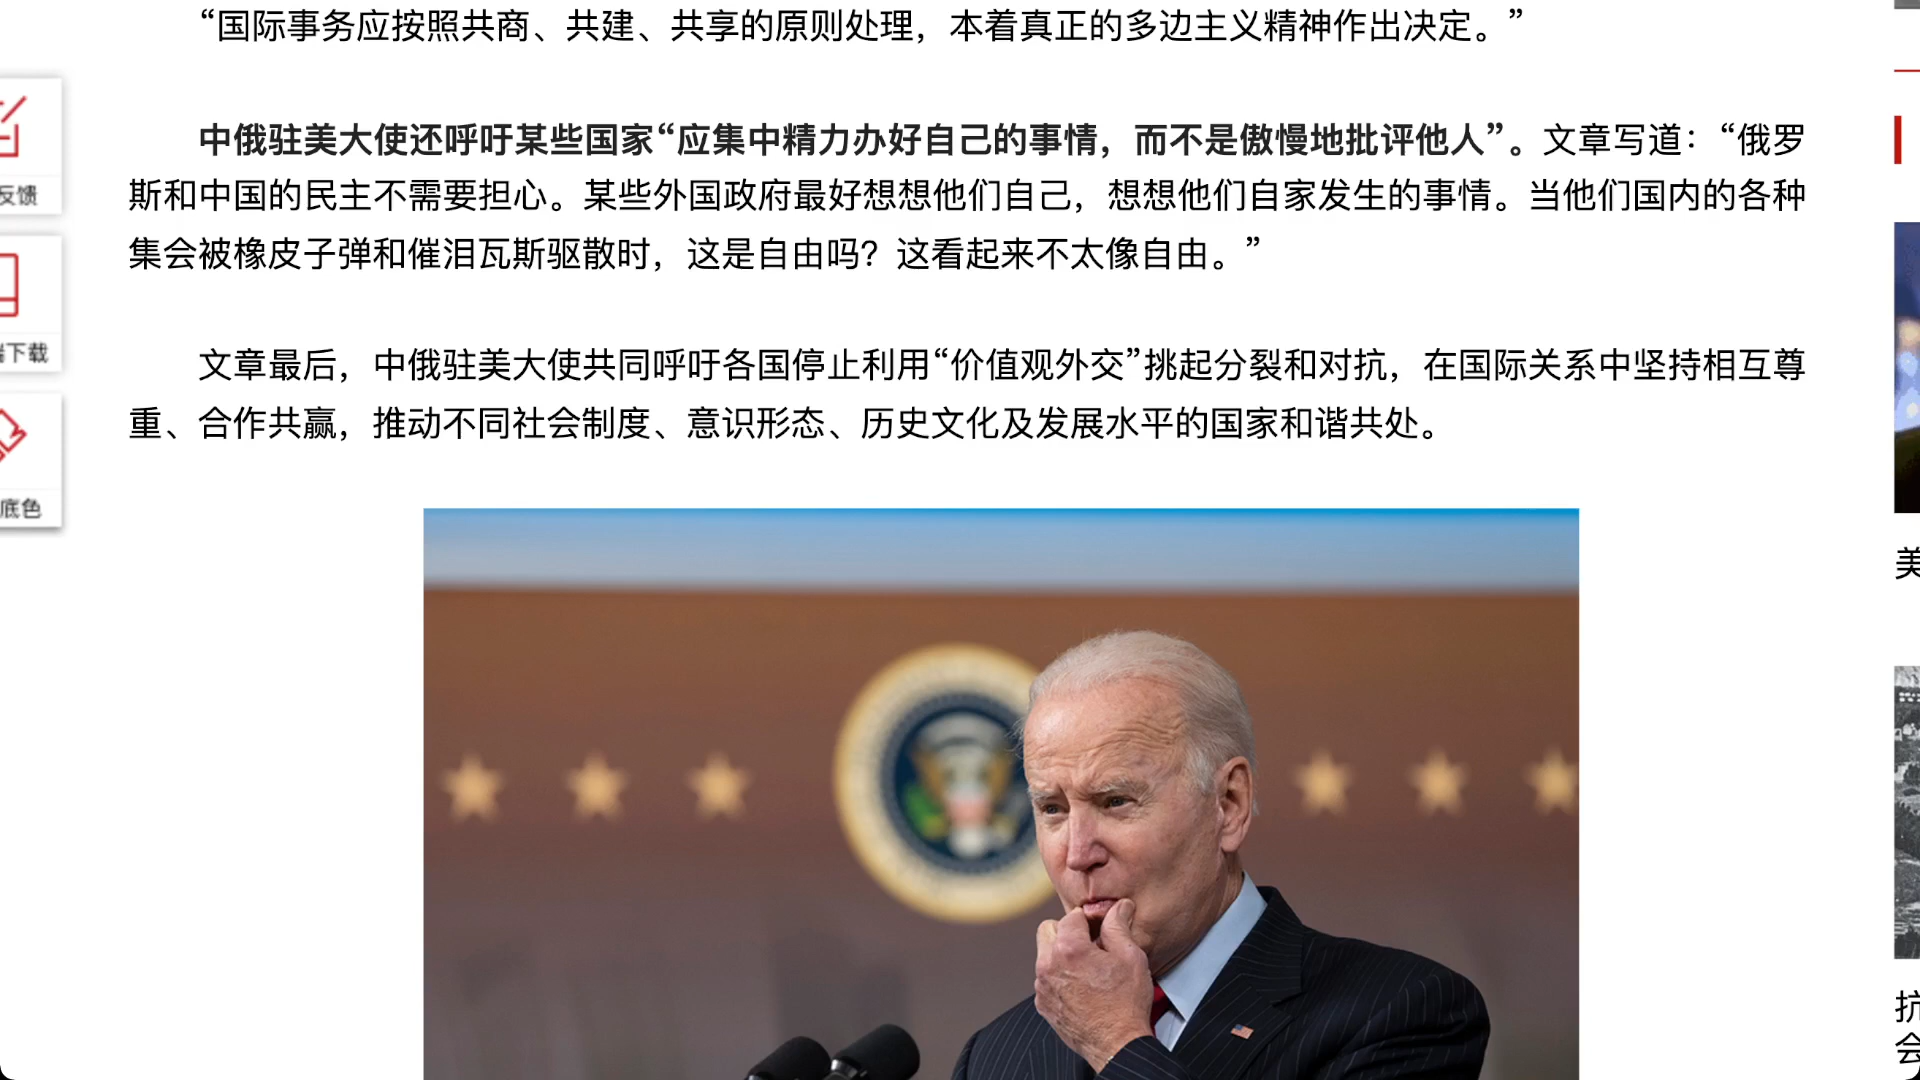 “国际事务应按照共商、共建、共享的原则处理，本着真正的多边主义精神作出决定。”
中俄驻美大使还呼吁某些国家“应集中精力办好自己的事情，而不是傲慢地批评他人”。文章写道：“俄罗
斯和中国的民主不需要担心。某些外国政府最好想想他们自己，想想他们自家发生的事情。当他们国内的各种
集会被橡皮子弹和催泪瓦斯驱散时，这是自由吗？这看起来不太像自由。”
文章最后，中俄驻美大使共同呼吁各国停止利用“价值观外交”挑起分裂和对抗，在国际关系中坚持相互尊
重、合作共赢，推动不同社会制度、意识形态、历史文化及发展水平的国家和谐共处。
反馈
下载
底色
美
抗
会